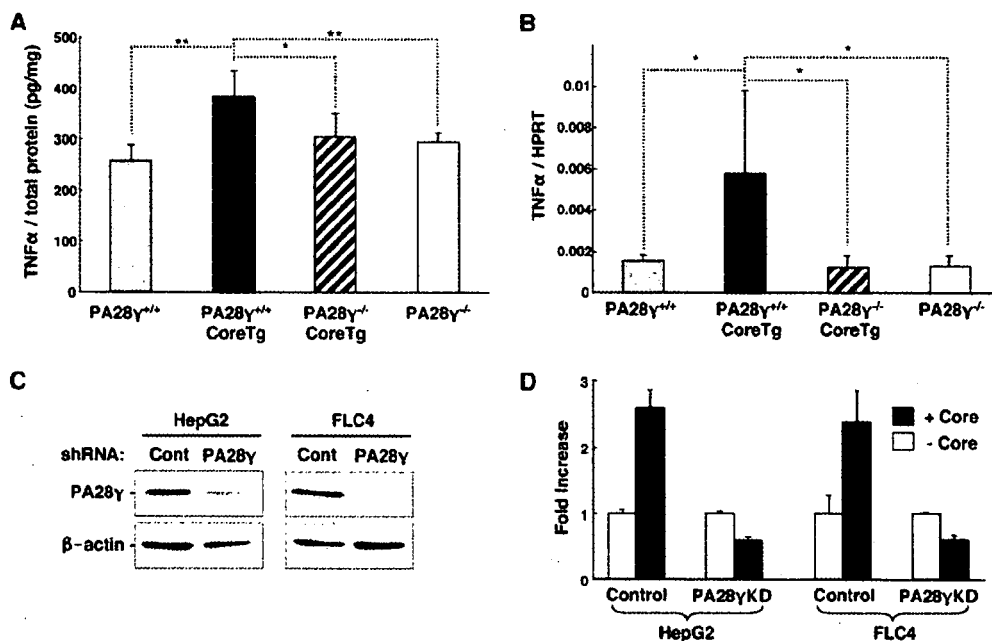 A
TNFα / total protein (pg/mg)
500
400
300
200
100
0
**
*
**
PA28γ+/+
PA28γ+/+ CoreTg
PA28γ-/- CoreTg
PA28γ-/-
B
TNFα / HPRT
0.01
0.008
0.006
0.004
0.002
0
*
*
*
PA28γ+/+
PA28γ+/+ CoreTg
PA28γ-/- CoreTg
PA28γ-/-
C
HepG2
FLC4
shRNA: Cont PA28γ Cont PA28γ
PA28γ -
β-actin -
D
Fold Increase
3
2
1
0
+ Core
- Core
Control PA28γKD Control PA28γKD
HepG2 FLC4